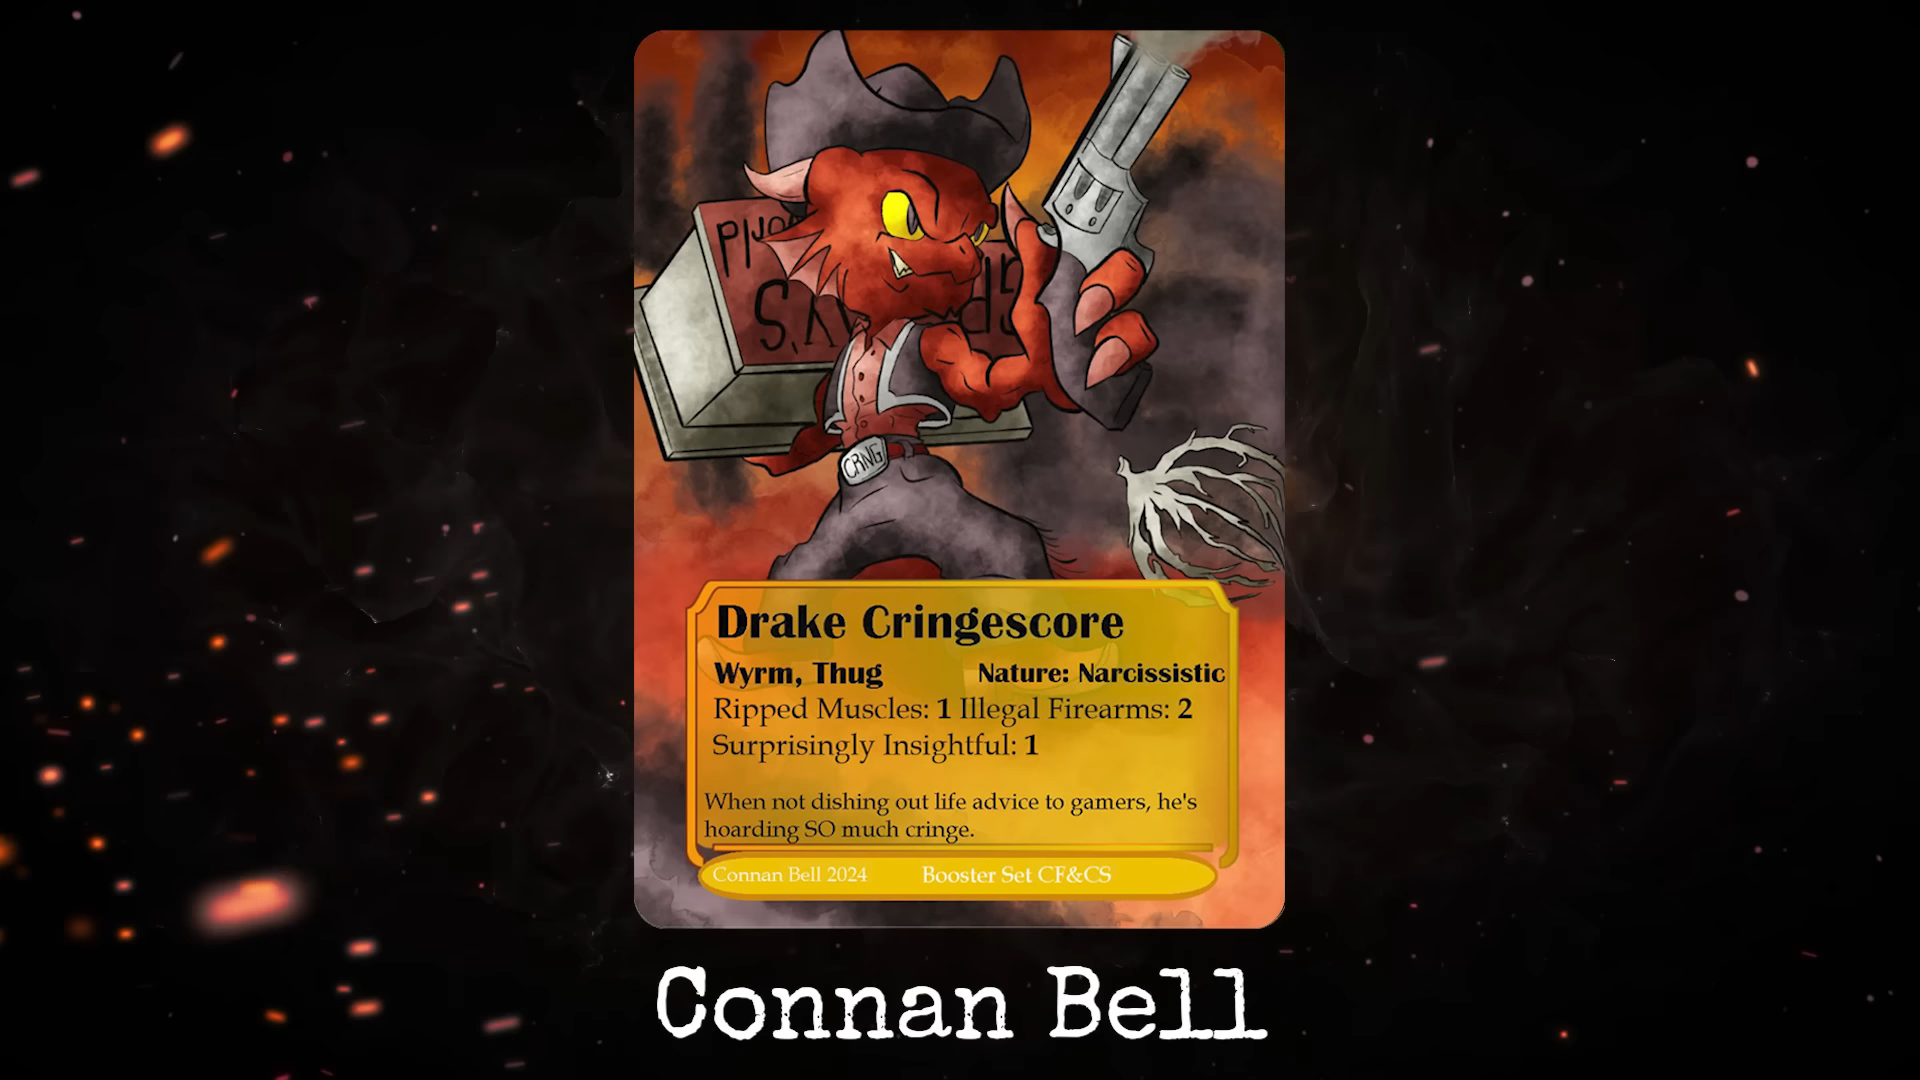 CRNG
Drake Cringescore
Wyrm, Thug Nature: Narcissistic
Ripped Muscles: 1 Illegal Firearms: 2
Surprisingly Insightful: 1
When not dishing out life advice to gamers, he's
hoarding SO much cringe.
Connan Bell 2024 Booster Set CF&CS
Connan Bell